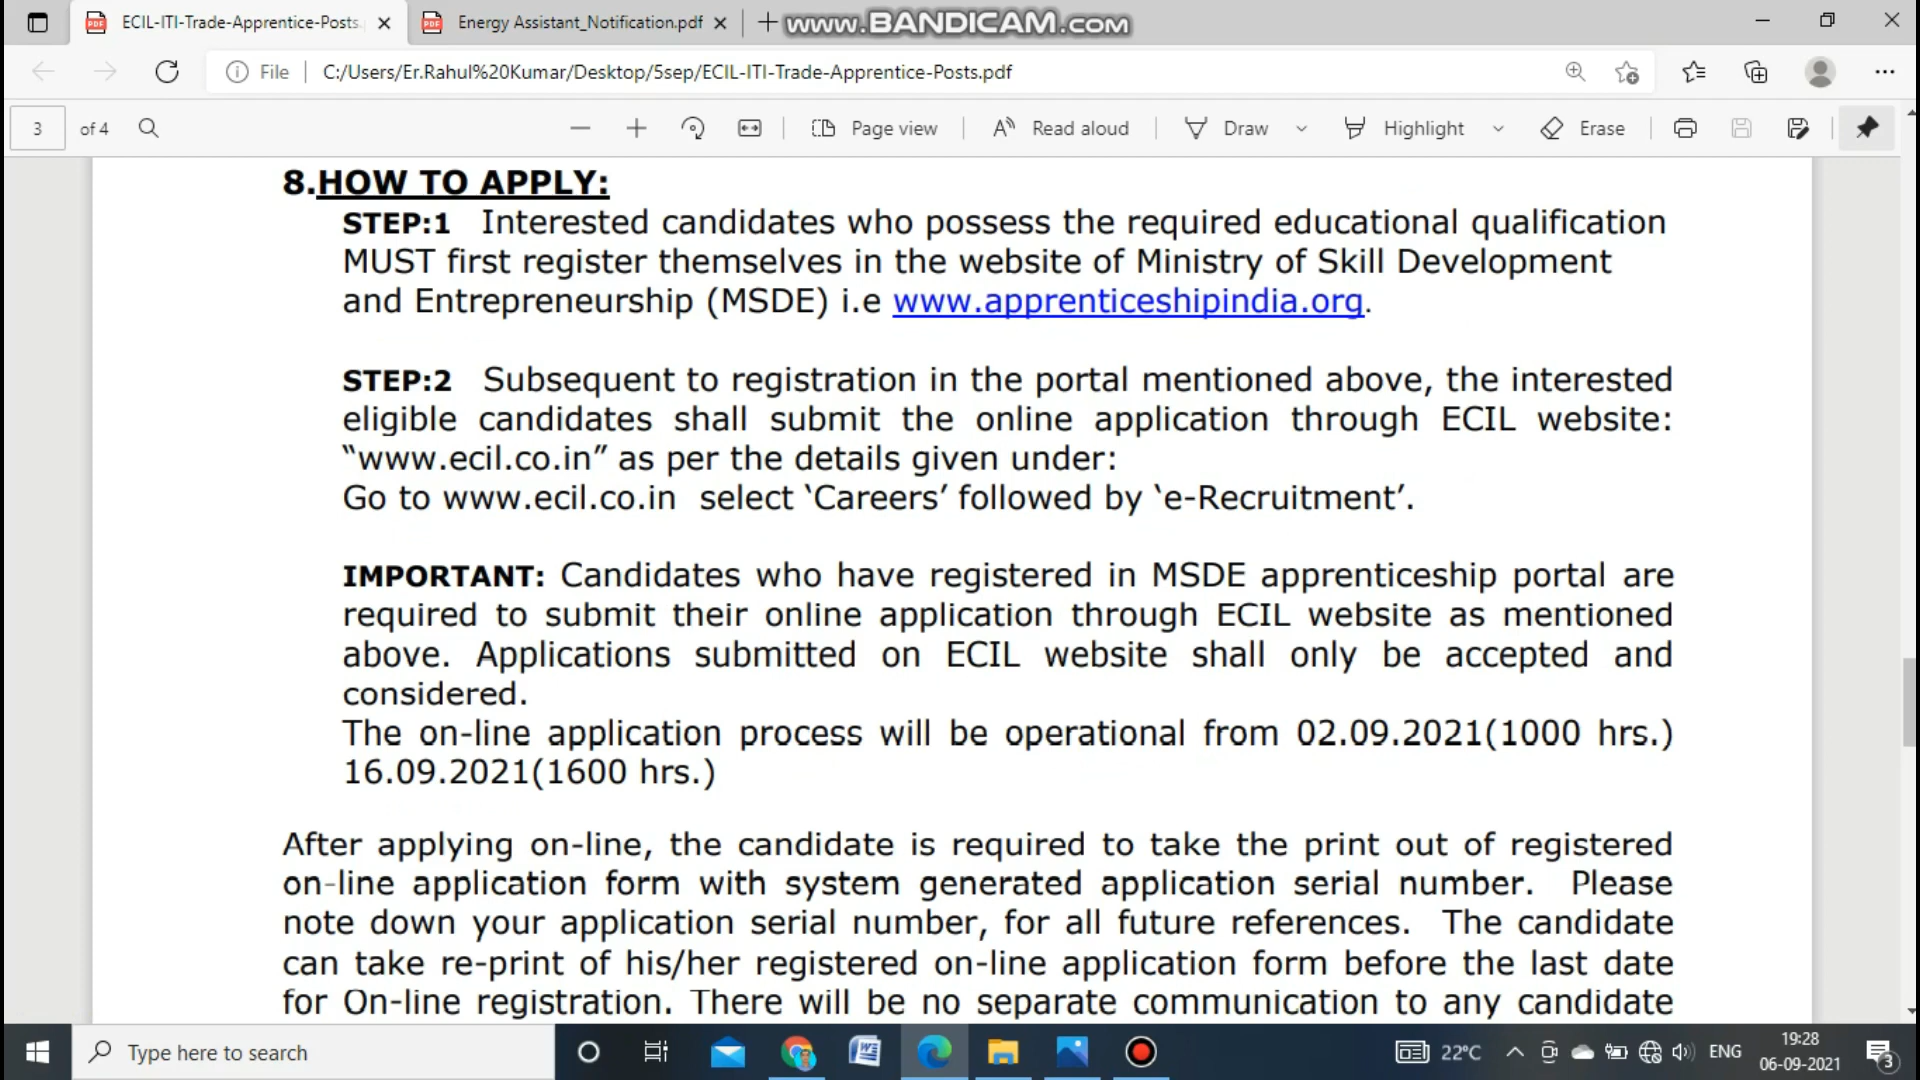 ECIL-ITI-Trade-Apprentice-Posts.
Energy Assistant_Notification.pdf
www.BANDICAM.com
File
C:/Users/Er.Rahul%20Kumar/Desktop/5sep/ECIL-ITI-Trade-Apprentice-Posts.pdf
3 of 4
Page view
Read aloud
Draw
Highlight
Erase
8.HOW TO APPLY:
STEP:1 Interested candidates who possess the required educational qualification
MUST first register themselves in the website of Ministry of Skill Development
and Entrepreneurship (MSDE) i.e www.apprenticeshipindia.org.
STEP:2 Subsequent to registration in the portal mentioned above, the interested
eligible candidates shall submit the online application through ECIL website:
“www.ecil.co.in” as per the details given under:
Go to www.ecil.co.in select ‘Careers’ followed by ‘e-Recruitment’.
IMPORTANT: Candidates who have registered in MSDE apprenticeship portal are
required to submit their online application through ECIL website as mentioned
above. Applications submitted on ECIL website shall only be accepted and
considered.
The on-line application process will be operational from 02.09.2021(1000 hrs.)
16.09.2021(1600 hrs.)
After applying on-line, the candidate is required to take the print out of registered
on-line application form with system generated application serial number. Please
note down your application serial number, for all future references. The candidate
can take re-print of his/her registered on-line application form before the last date
for On-line registration. There will be no separate communication to any candidate
Type here to search
22°C
ENG
19:28
06-09-2021
3